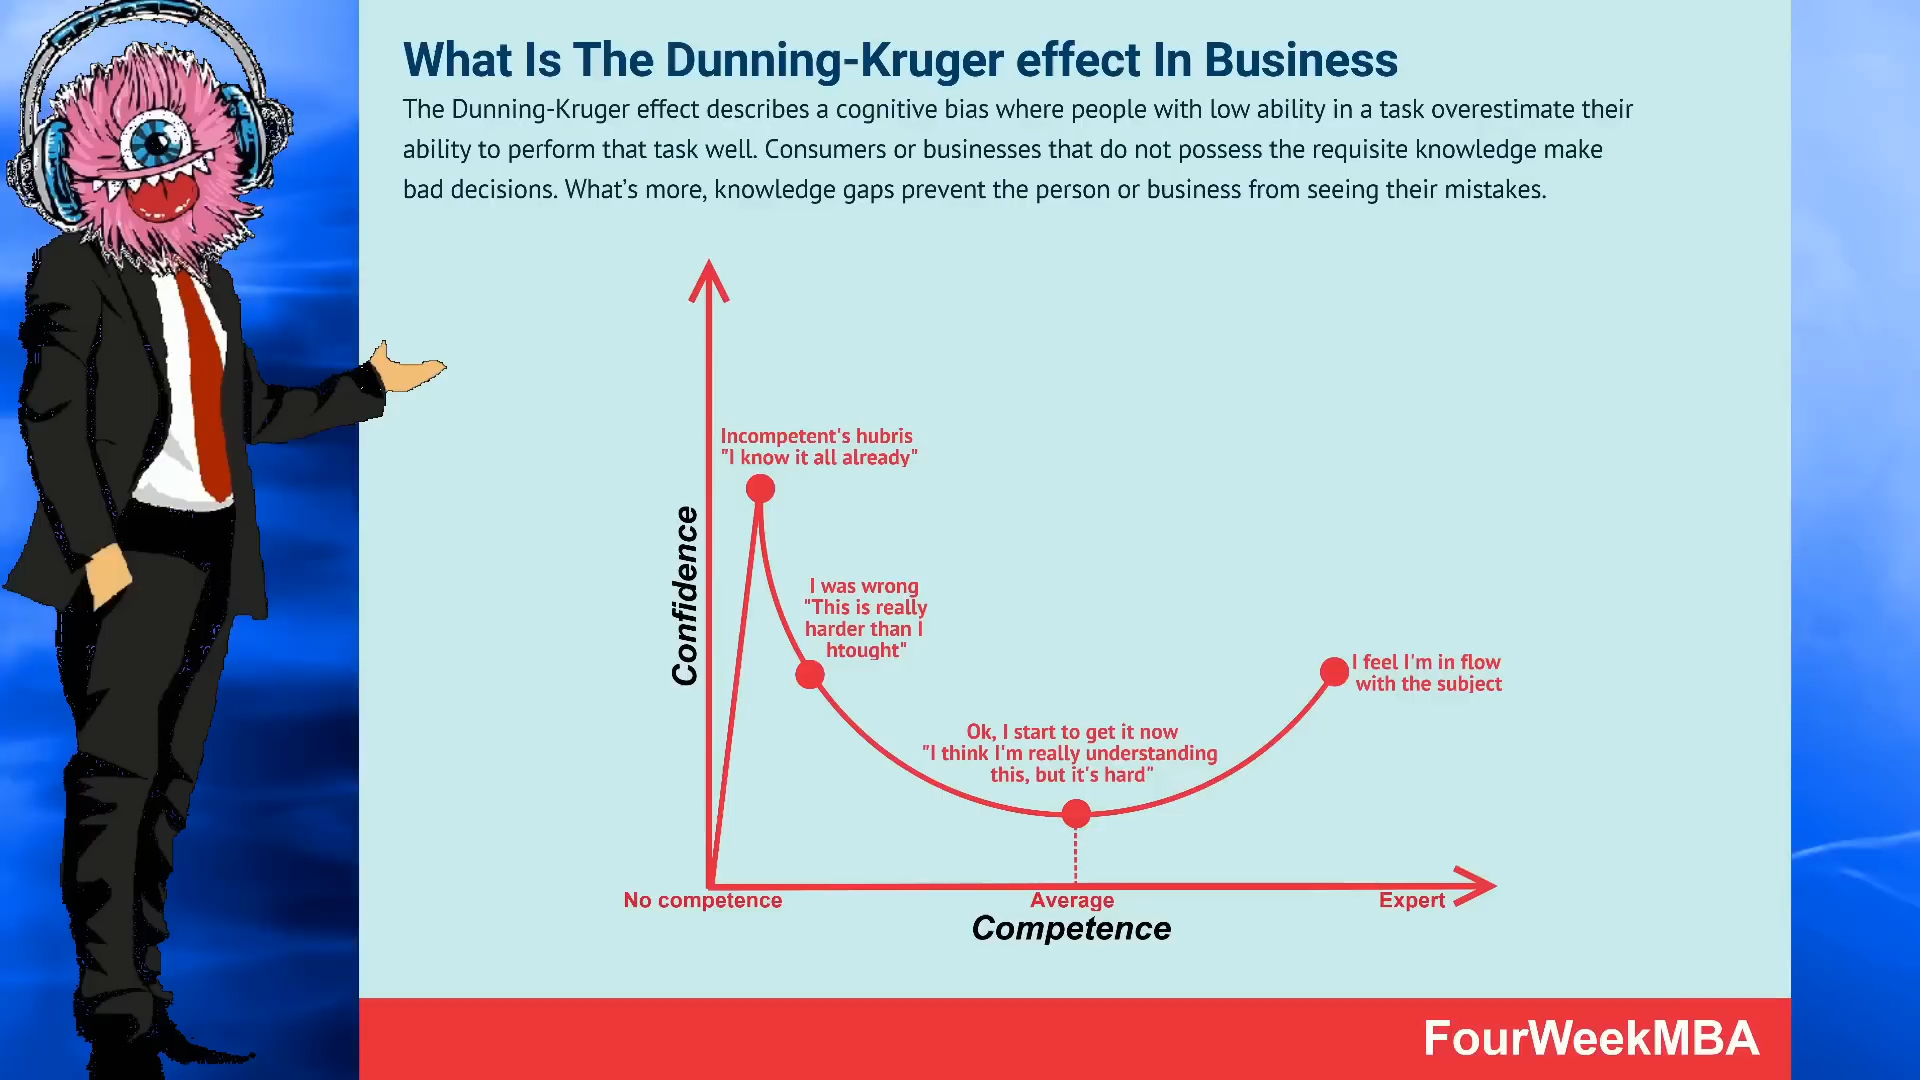 What Is The Dunning-Kruger effect In Business
The Dunning-Kruger effect describes a cognitive bias where people with low ability in a task overestimate their
ability to perform that task well. Consumers or businesses that do not possess the requisite knowledge make
bad decisions. What's more, knowledge gaps prevent the person or business from seeing their mistakes.
Incompetent's hubris
"I know it all already"
Confidence
I was wrong
"This is really
harder than I
htought"
I feel I'm in flow
with the subject
Ok, I start to get it now
"I think I'm really understanding
this, but it's hard"
No competence
Average
Expert
Competence
FourWeekMBA